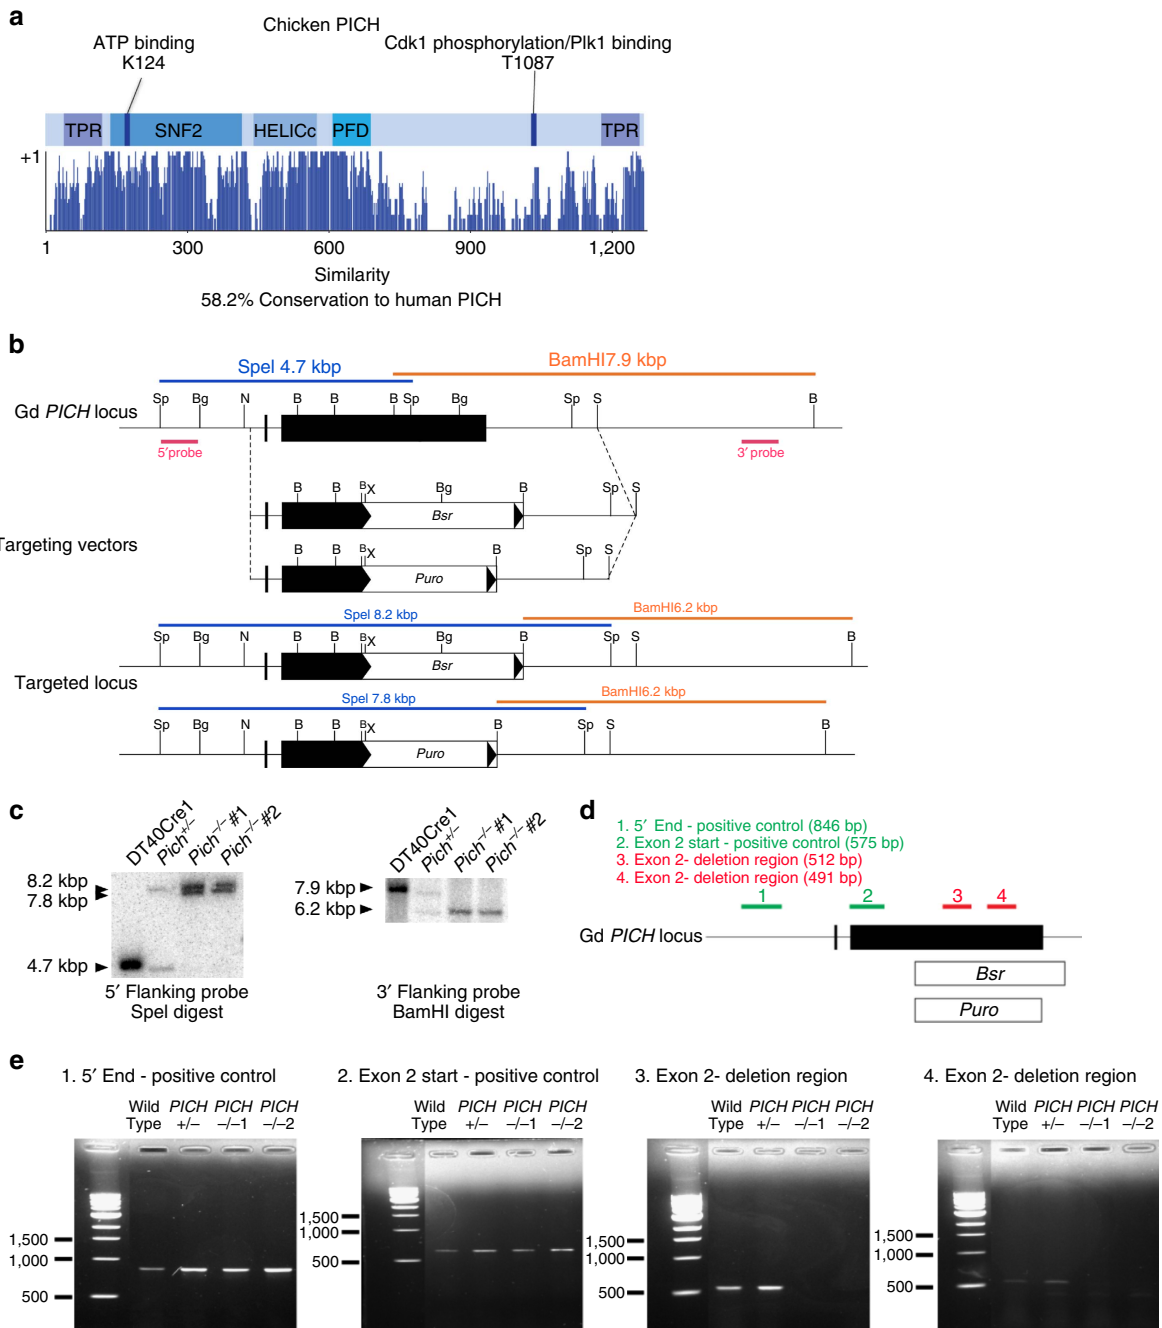 a
Chicken PICH
ATP binding
K124
Cdk1 phosphorylation/Plk1 binding
T1087
TPR SNF2 HELICc PFD TPR
+1
1 300 600 900 1,200
Similarity
58.2% Conservation to human PICH
b
SpeI 4.7 kbp BamHI7.9 kbp
Sp Bg N B B B Sp Bg Sp S B
Gd PICH locus
5′probe 3′ probe
B B B X Bg B Sp S
Bsr
Targeting vectors
B B B X B Sp S
Puro
SpeI 8.2 kbp BamHI6.2 kbp
Sp Bg N B B B X Bg B Sp S B
Bsr
Targeted locus
SpeI 7.8 kbp BamHI6.2 kbp
Sp Bg N B B B X B Sp S B
Puro
c
DT40Cre1 Pich+/− Pich−/−#1 Pich−/−#2
8.2 kbp
7.8 kbp
4.7 kbp
5′ Flanking probe
SpeI digest
DT40Cre1 Pich+/− Pich−/−#1 Pich−/−#2
7.9 kbp
6.2 kbp
3′ Flanking probe
BamHI digest
d
1. 5′ End - positive control (846 bp)
2. Exon 2 start - positive control (575 bp)
3. Exon 2- deletion region (512 bp)
4. Exon 2- deletion region (491 bp)
1 2 3 4
Gd PICH locus
Bsr
Puro
e
1. 5′ End - positive control
Wild PICH PICH PICH
Type +/− −/−1 −/−2
1,500
1,000
500
2. Exon 2 start - positive control
Wild PICH PICH PICH
Type +/− −/−1 −/−2
1,500
1,000
500
3. Exon 2- deletion region
Wild PICH PICH PICH
Type +/− −/−1 −/−2
1,500
1,000
500
4. Exon 2- deletion region
Wild PICH PICH PICH
Type +/− −/−1 −/−2
1,500
1,000
500